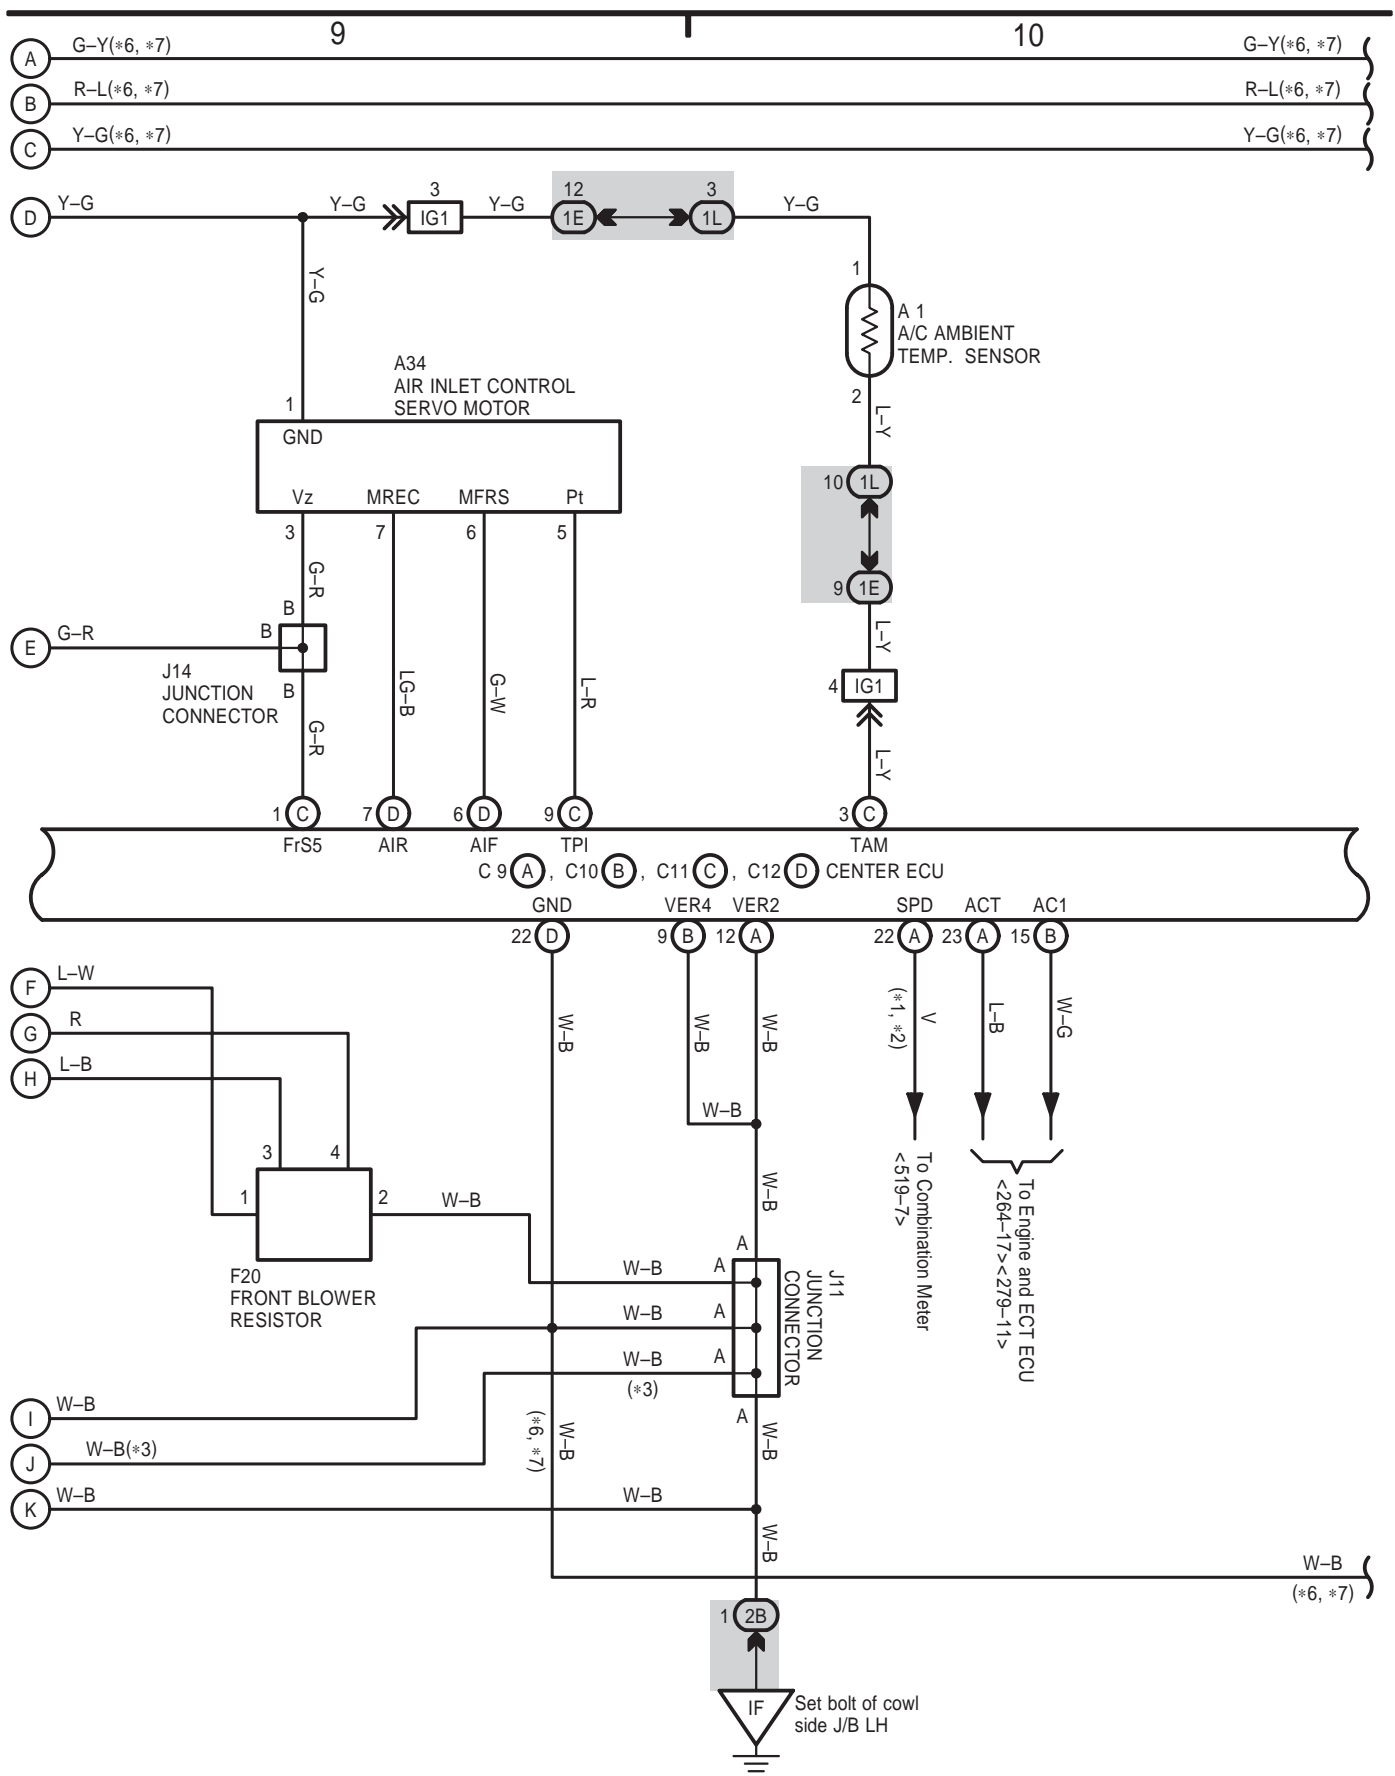 9 10
A G–Y(∗6, ∗7) G–Y(∗6, ∗7)
B R–L(∗6, ∗7) R–L(∗6, ∗7)
C Y–G(∗6, ∗7) Y–G(∗6, ∗7)
3 12 3
D Y–G Y–G IG1 Y–G 1E 1L Y–G
Y–G
1
A 1
A/C AMBIENT
TEMP. SENSOR
2
L–Y
A34
AIR INLET CONTROL
SERVO MOTOR
1
GND
Vz MREC MFRS Pt
3 7 6 5
10 1L
9 1E
G–R
B
E G–R B
J14
JUNCTION
CONNECTOR
B
G–R
LG–B
G–W
L–R
L–Y
4 IG1
L–Y
1 C 7 D 6 D 9 C 3 C
FrS5 AIR AIF TPI TAM
C 9 A , C10 B , C11 C , C12 D CENTER ECU
GND VER4 VER2 SPD ACT AC1
22 D 9 B 12 A 22 A 23 A 15 B
F L–W
G R
H L–B
W–B
W–B
W–B
V
(∗1, ∗2)
L–B
W–G
W–B
W–B
To Combination Meter
<519–7>
To Engine and ECT ECU
<264–17><279–11>
3 4
1 2 W–B
F20
FRONT BLOWER
RESISTOR
A
W–B A
W–B A
W–B A
(∗3)
A
J11
JUNCTION
CONNECTOR
I W–B
J W–B(∗3)
K W–B W–B
W–B
(∗6, ∗7)
W–B
W–B
W–B
(∗6, ∗7)
1 2B
IF
Set bolt of cowl
side J/B LH